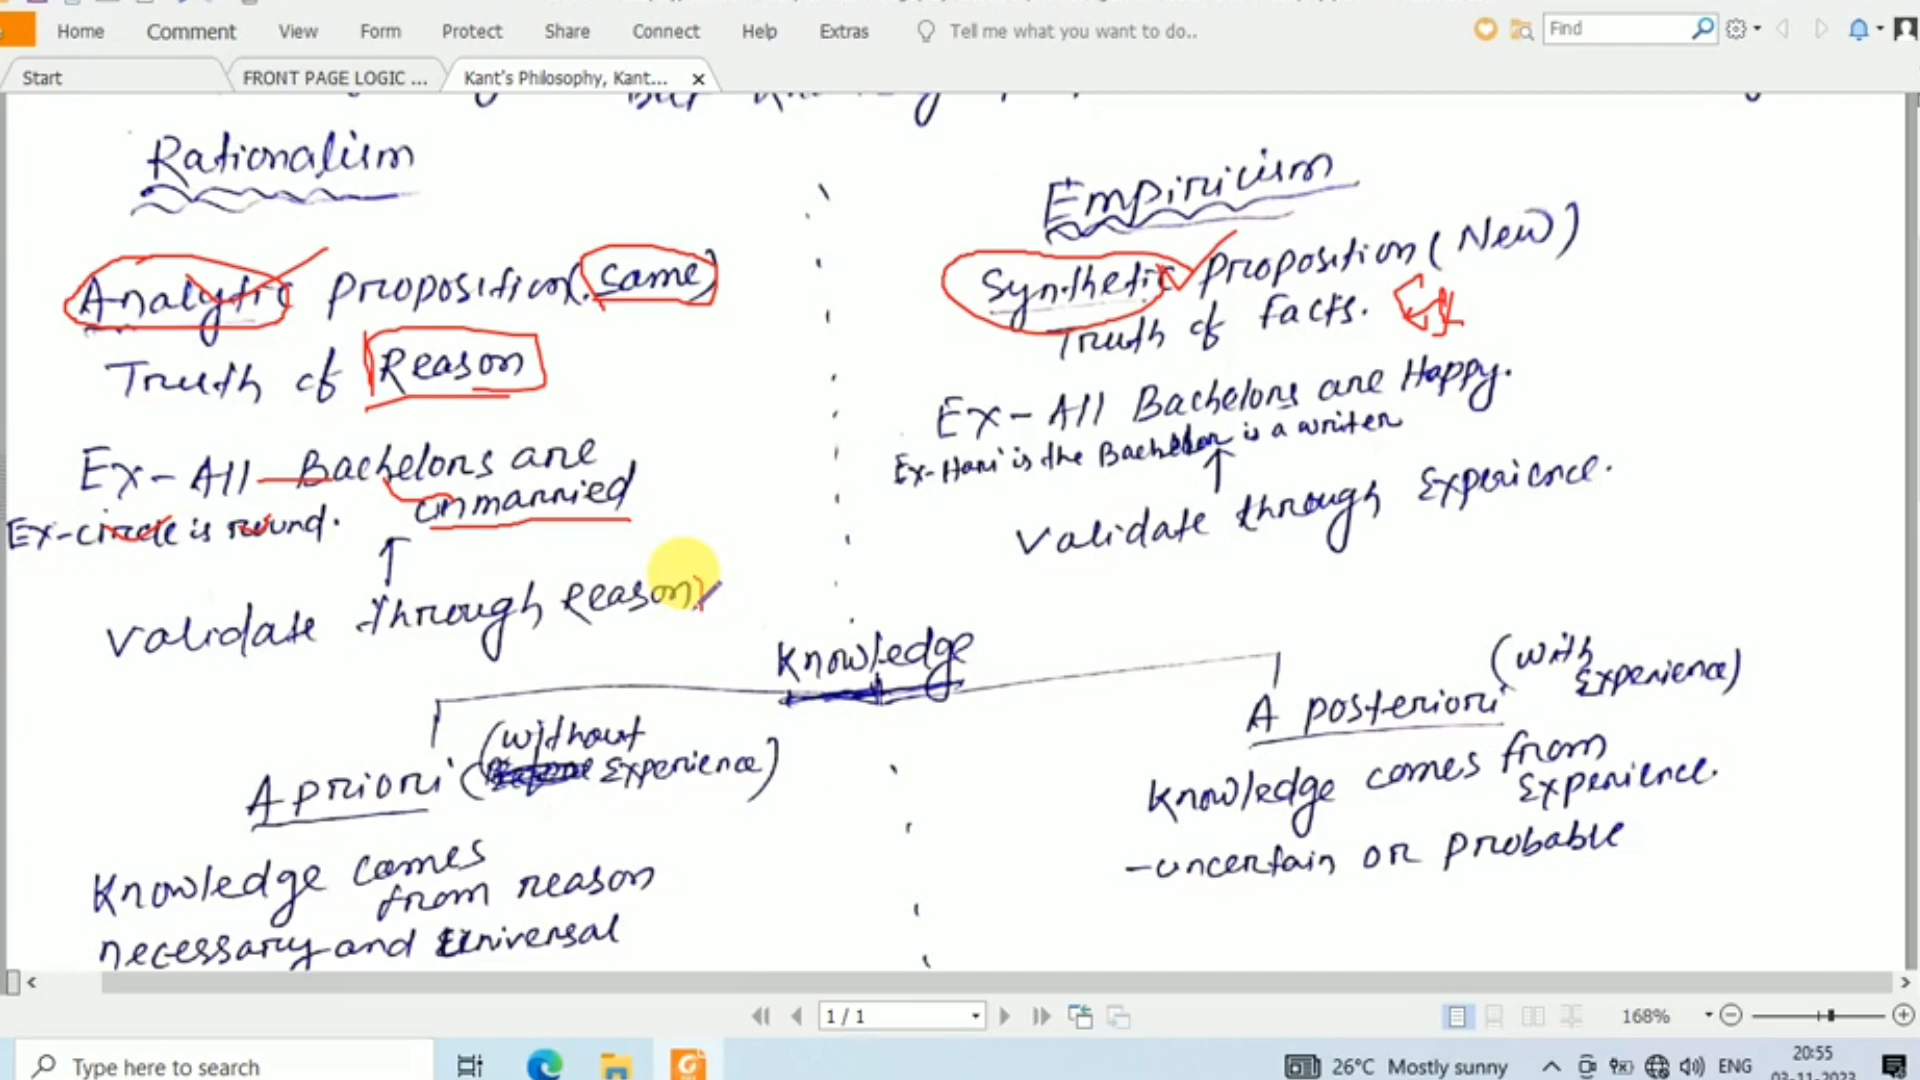 Home Comment View Form Protect Share Connect Help Extras Tell me what you want to do.. Find
Start FRONT PAGE LOGIC ... Kant's Philosophy, Kant...
Rationalism
Analytic Proposition (same)
Truth of Reason
Ex - All Bachelors are
unmarried
Ex-circle is round.
Validate through Reason
Empiricism
Synthetic Proposition (New)
Truth of facts.
Ex - All Bachelors are Happy.
Ex-Hari is the Bachelor is a writer
Validate through Experience.
Knowledge
(without
A priori ( Experience)
Knowledge comes
from reason
necessary and universal
(with
Experience)
A posteriori
Knowledge comes from
Experience.
- uncertain or probable
1 / 1 168%
Type here to search 26°C Mostly sunny ENG 20:55
03-11-2023